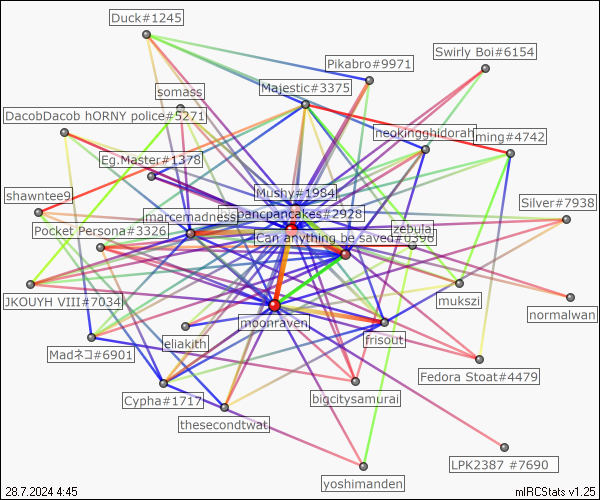 Duck#1245
Swirly Boi#6154
Pikabro#9971
Majestic#3375
somass
DacobDacob hORNY police#5271
neokingghidorah
ming#4742
Eg.Master#1378
Mushy#1984
shawntee9
Silver#7938
marcemadness
pancpancakes#2928
Pocket Persona#3326
zebula
Can anything be saved#6396
JKOUYH VIII#7034
mukszi
normalwan
moonraven
eliakith
frisout
Madネコ#6901
Fedora Stoat#4479
Cypha#1717
bigcitysamurai
thesecondtwat
LPK2387 #7690
yoshimanden
28.7.2024 4:45
mIRCStats v1.25